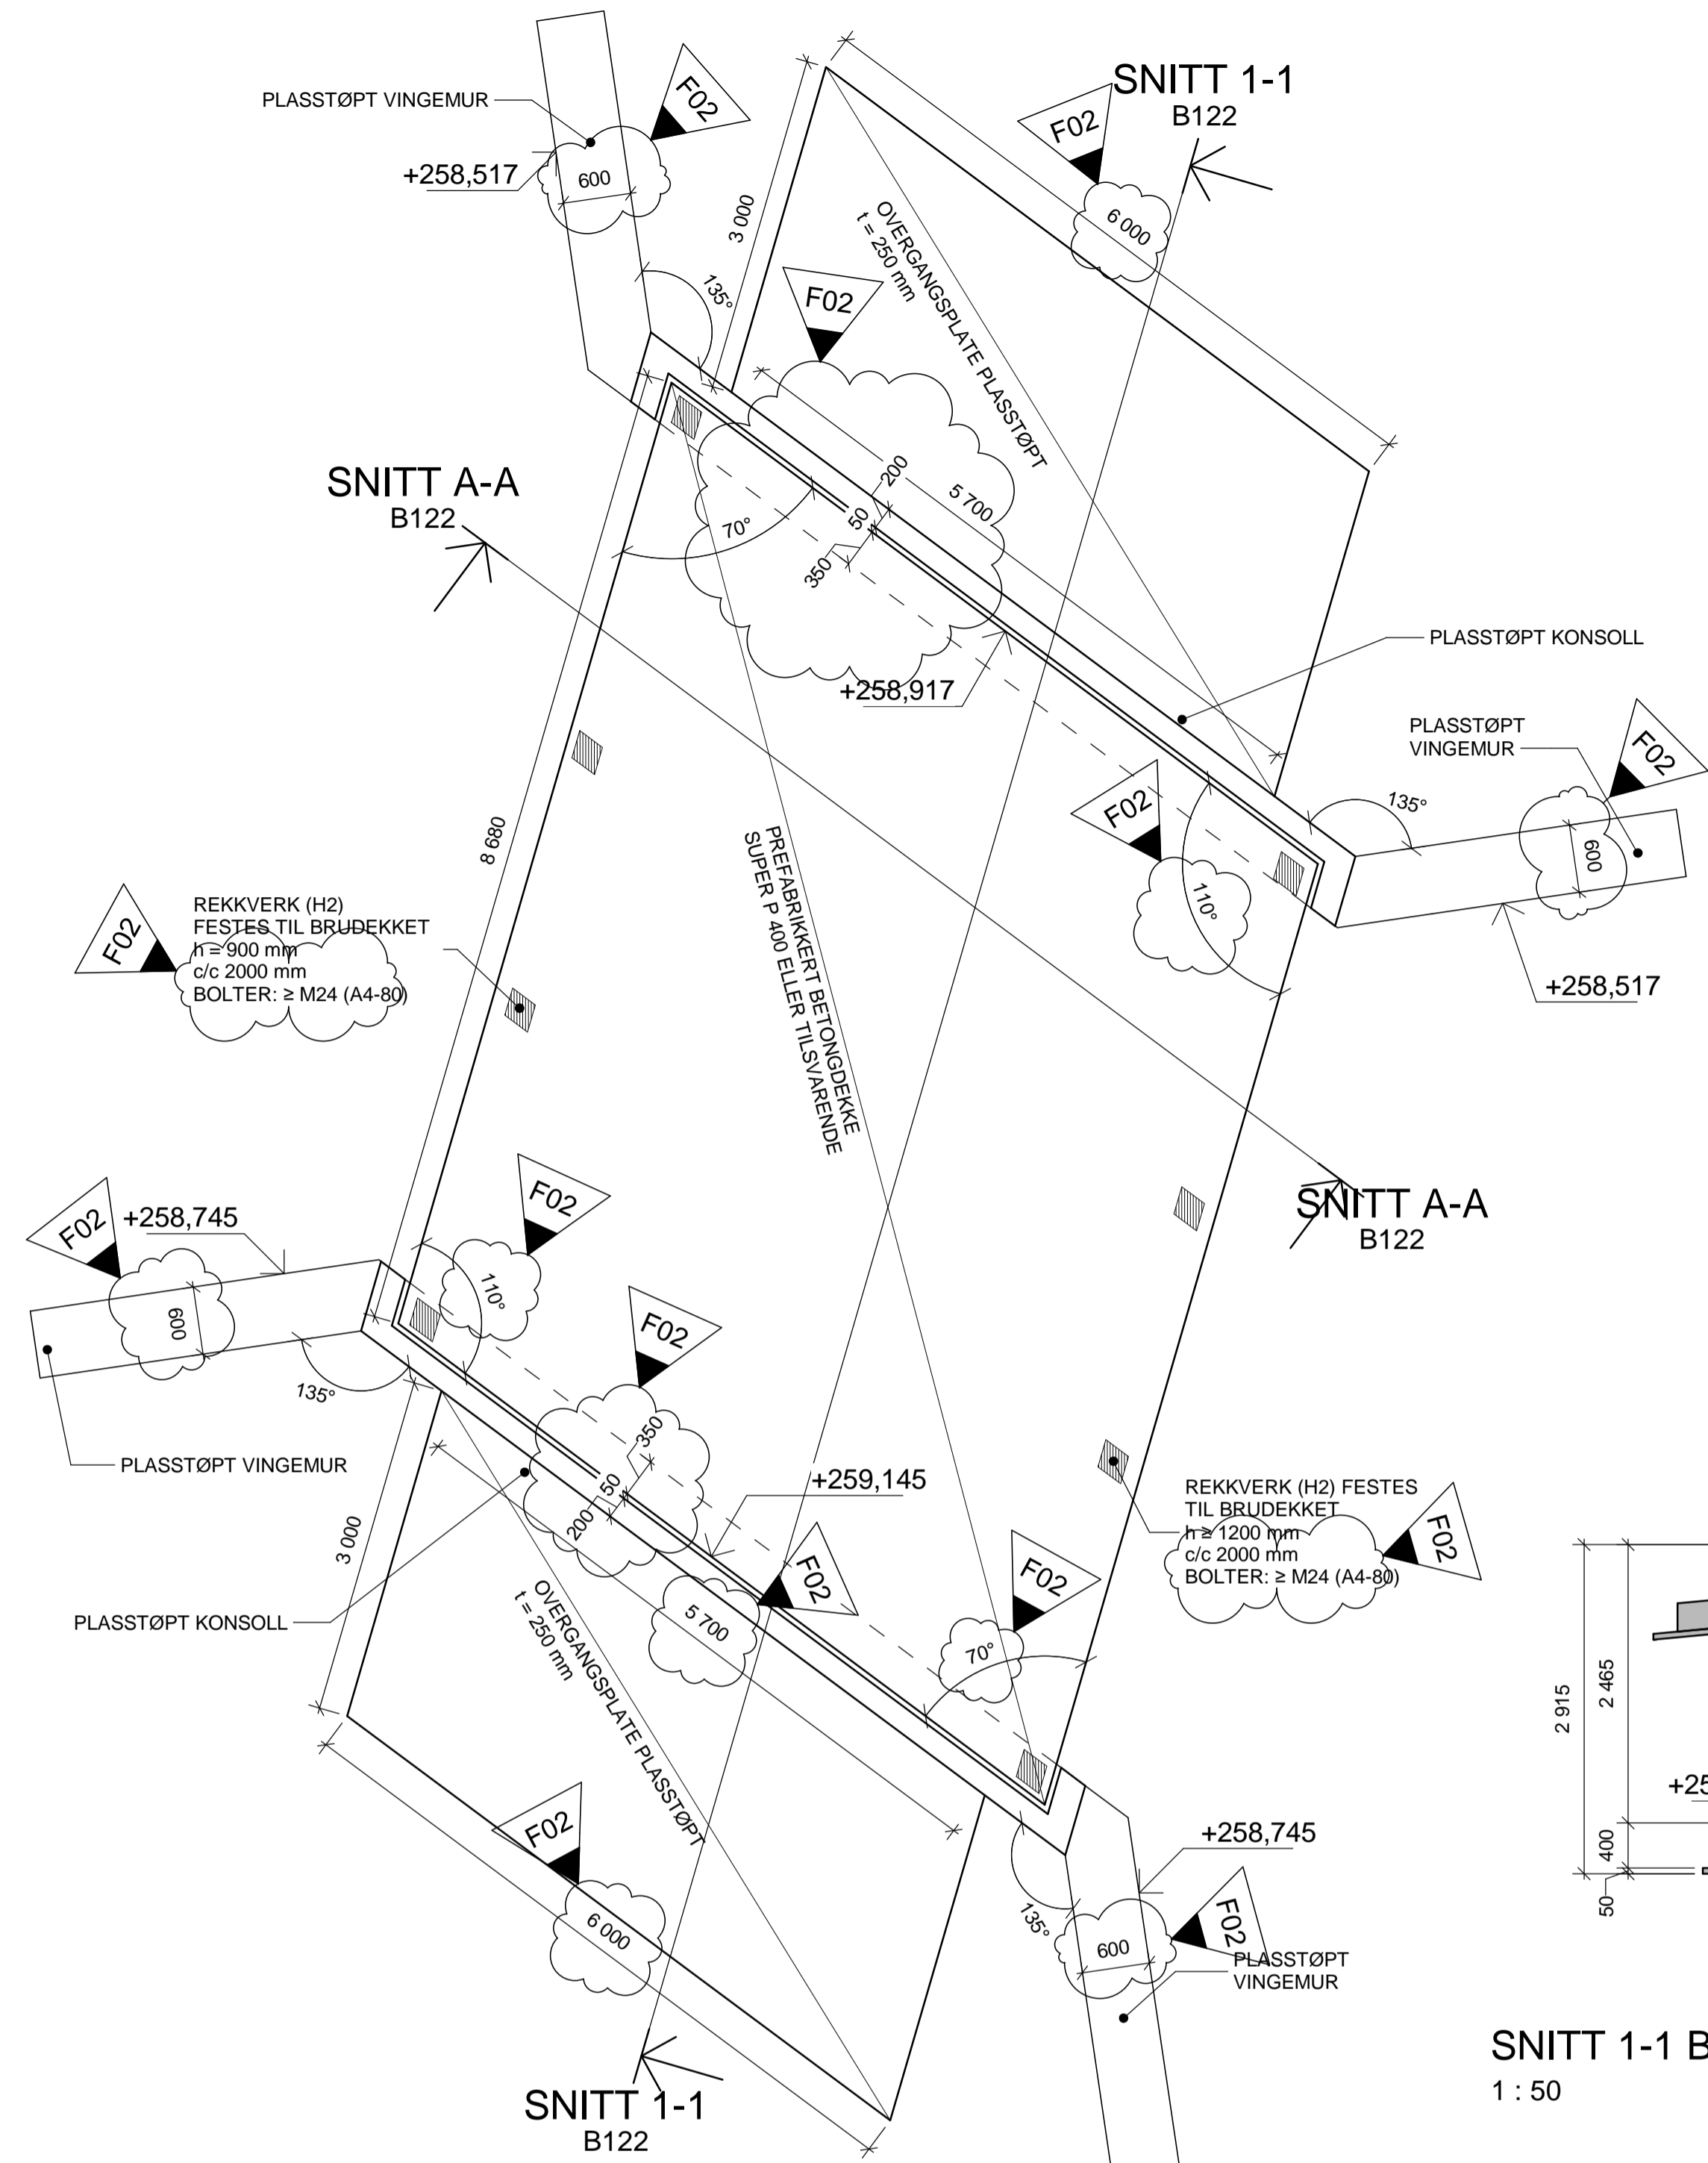 PLASSTØPT VINGEMUR
F02
+258,517
600
SNITT 1-1
B122
F02
6 000
3 000
135°
OVERGANGSPLATE PLASSTØPT
t = 250 mm
F02
SNITT A-A
B122
70°
200
50
350
5 700
+258,917
PLASSTØPT KONSOLL
PLASSTØPT
VINGEMUR
F02
135°
600
F02
110°
+258,517
8 680
REKKVERK (H2)
FESTES TIL BRUDEKKET
h = 900 mm
c/c 2000 mm
BOLTER: ≥ M24 (A4-80)
F02
PREFABRIKKERT BETONGDEKKE
SUPER P 400 ELLER TILSVARENDE
F02
+258,745
600
135°
PLASSTØPT VINGEMUR
F02
110°
F02
350
50
200
SNITT A-A
B122
+259,145
REKKVERK (H2) FESTES
TIL BRUDEKKET
h ≥ 1200 mm
c/c 2000 mm
BOLTER: ≥ M24 (A4-80)
F02
3 000
PLASSTØPT KONSOLL
OVERGANGSPLATE PLASSTØPT
t = 250 mm
5 700
F02
F02
70°
F02
6 000
+258,745
135°
600
F02
PLASSTØPT
VINGEMUR
SNITT 1-1
B122
2 915
2 465
400
50
+25
SNITT 1-1 B
1 : 50